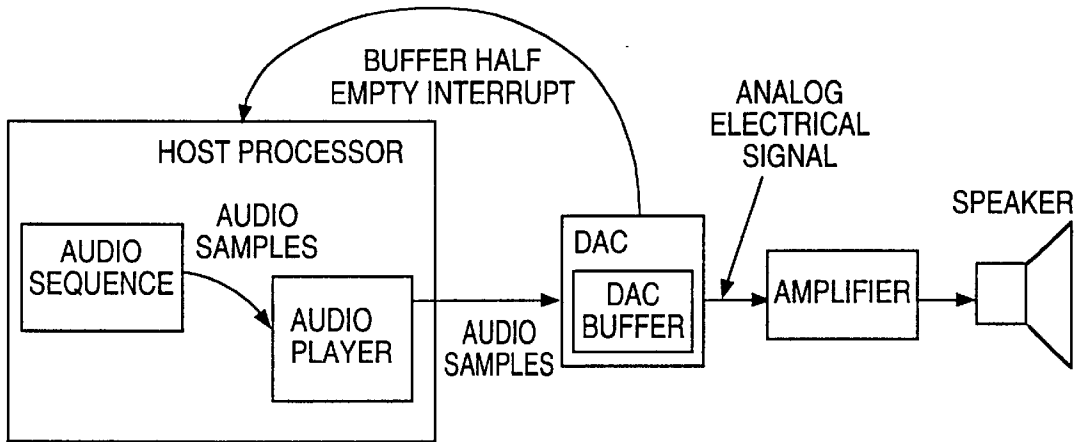 BUFFER HALF
EMPTY INTERRUPT
ANALOG
ELECTRICAL
SIGNAL
HOST PROCESSOR
SPEAKER
AUDIO
SAMPLES
AUDIO
SEQUENCE
DAC
DAC
BUFFER
AMPLIFIER
AUDIO
PLAYER
AUDIO
SAMPLES